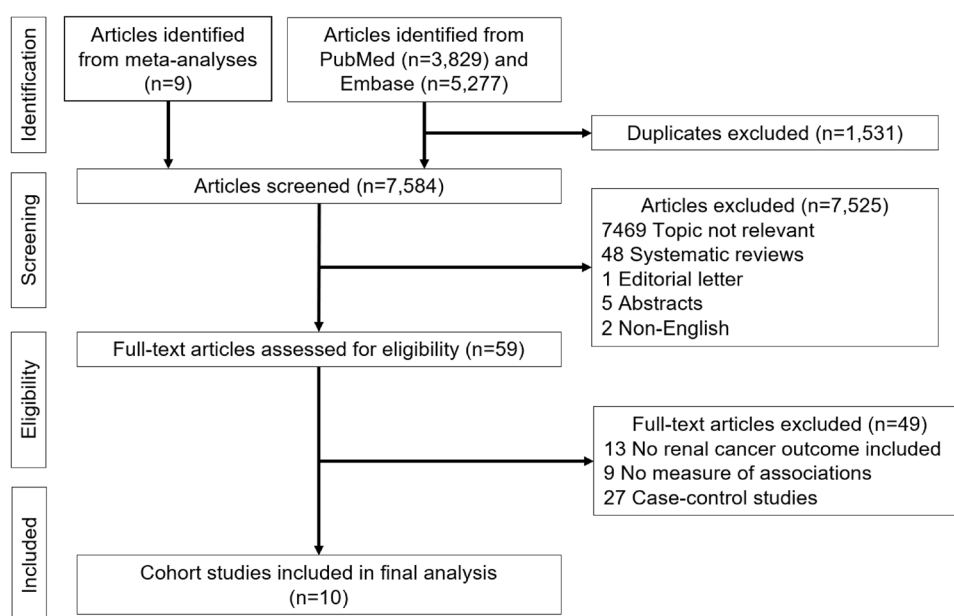 Identification
Articles identified
from meta-analyses
(n=9)
Articles identified from
PubMed (n=3,829) and
Embase (n=5,277)
Duplicates excluded (n=1,531)
Screening
Articles screened (n=7,584)
Articles excluded (n=7,525)
7469 Topic not relevant
48 Systematic reviews
1 Editorial letter
5 Abstracts
2 Non-English
Eligibility
Full-text articles assessed for eligibility (n=59)
Full-text articles excluded (n=49)
13 No renal cancer outcome included
9 No measure of associations
27 Case-control studies
Included
Cohort studies included in final analysis
(n=10)